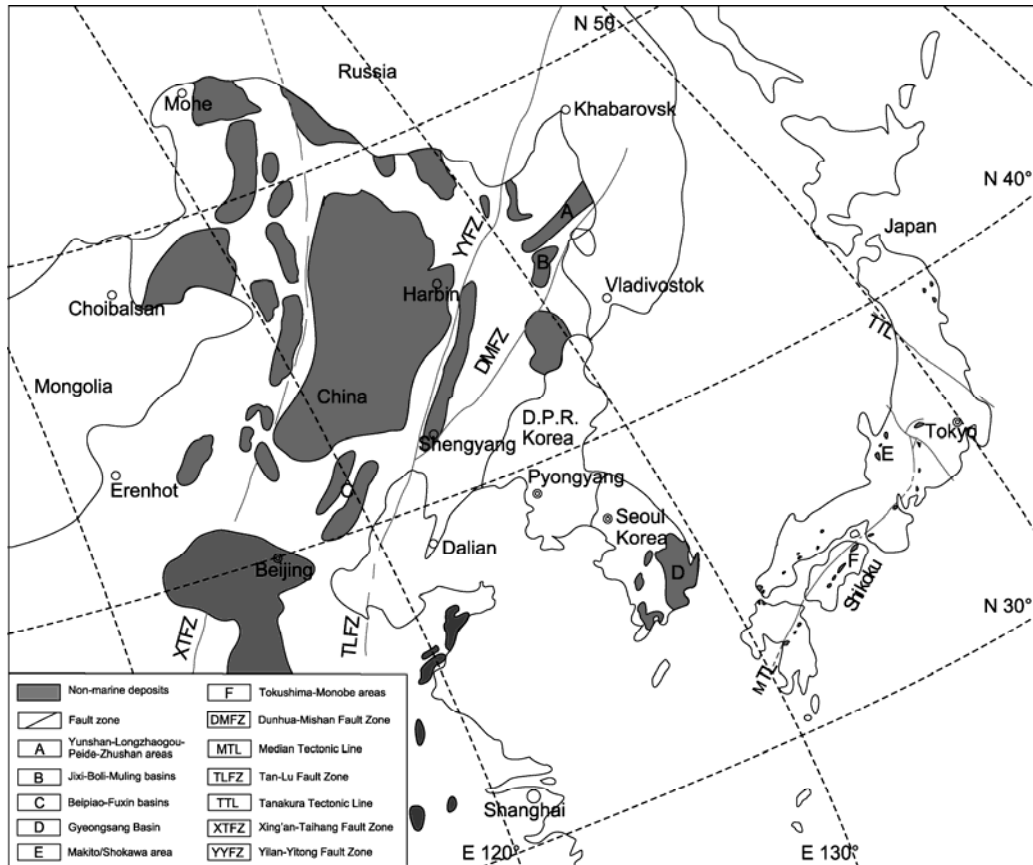 N 50
Russia
Mohe
Khabarovsk
N 40°
A
Japan
YYFZ
B
Harbin
Choibalsan
Vladivostok
TTL
DMFZ
Mongolia
China
D.P.R.
Korea
Tokyo
Shengyang
E
Erenhot
C
Pyongyang
Seoul
Korea
Dalian
Beijing
D
F
Shikoku
N 30°
XTFZ
TLFZ
MTL
Shanghai
E 120°
E 130°
Non-marine deposits
Fault zone
A Yunshan-Longzhaogou-
Peide-Zhushan areas
B Jixi-Boli-Muling basins
C Beipiao-Fuxin basins
D Gyeongsang Basin
E Makito/Shokawa area
F Tokushima-Monobe areas
DMFZ Dunhua-Mishan Fault Zone
MTL Median Tectonic Line
TLFZ Tan-Lu Fault Zone
TTL Tanakura Tectonic Line
XTFZ Xing'an-Taihang Fault Zone
YYFZ Yilan-Yitong Fault Zone